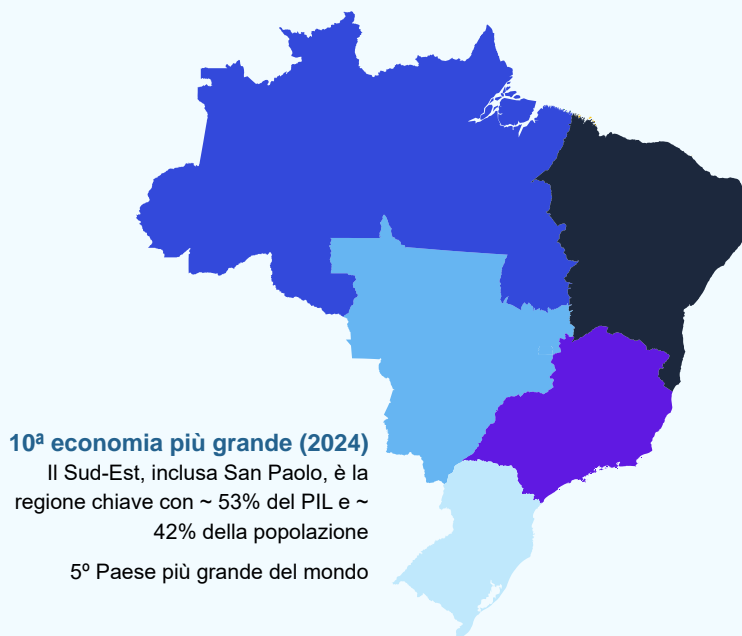 10ª economia più grande (2024)
Il Sud-Est, inclusa San Paolo, è la
regione chiave con ~ 53% del PIL e ~
42% della popolazione
5º Paese più grande del mondo